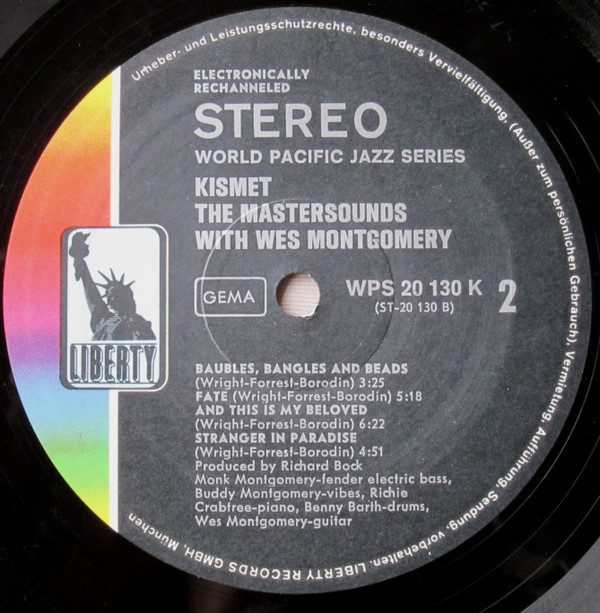 Urheber- und Leistungsschutzrechte, besonders Vervielfältigung, (Außer zum persönlichen Gebrauch), Vermietung, Aufführung, Sendung, vorbehalten. LIBERTY RECORDS GMBH, München
ELECTRONICALLY
RECHANNELED
STEREO
WORLD PACIFIC JAZZ SERIES
KISMET
THE MASTERSOUNDS
WITH WES MONTGOMERY
GEMA
WPS 20 130 K 2
(ST-20 130 B)
LIBERTY
BAUBLES, BANGLES AND BEADS
(Wright-Forrest-Borodin) 3:25
FATE (Wright-Forrest-Borodin) 5:18
AND THIS IS MY BELOVED
(Wright-Forrest-Borodin) 6:22
STRANGER IN PARADISE
(Wright-Forrest-Borodin) 4:51
Produced by Richard Bock
Monk Montgomery-fender electric bass,
Buddy Montgomery-vibes, Richie
Crabtree-piano, Benny Barth-drums,
Wes Montgomery-guitar